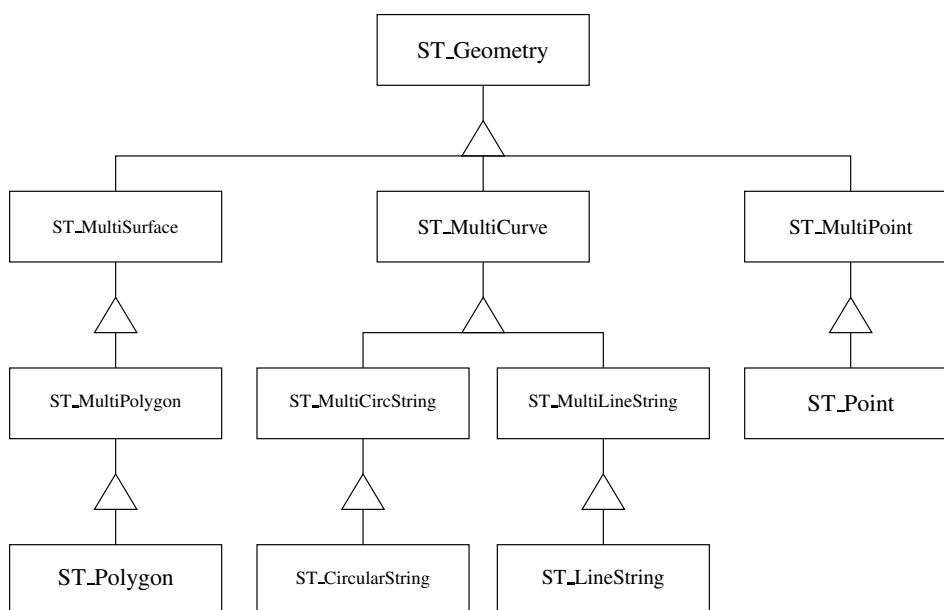 ST_Geometry
ST_MultiSurface
ST_MultiCurve
ST_MultiPoint
ST_MultiPolygon
ST_MultiCircString
ST_MultiLineString
ST_Point
ST_Polygon
ST_CircularString
ST_LineString